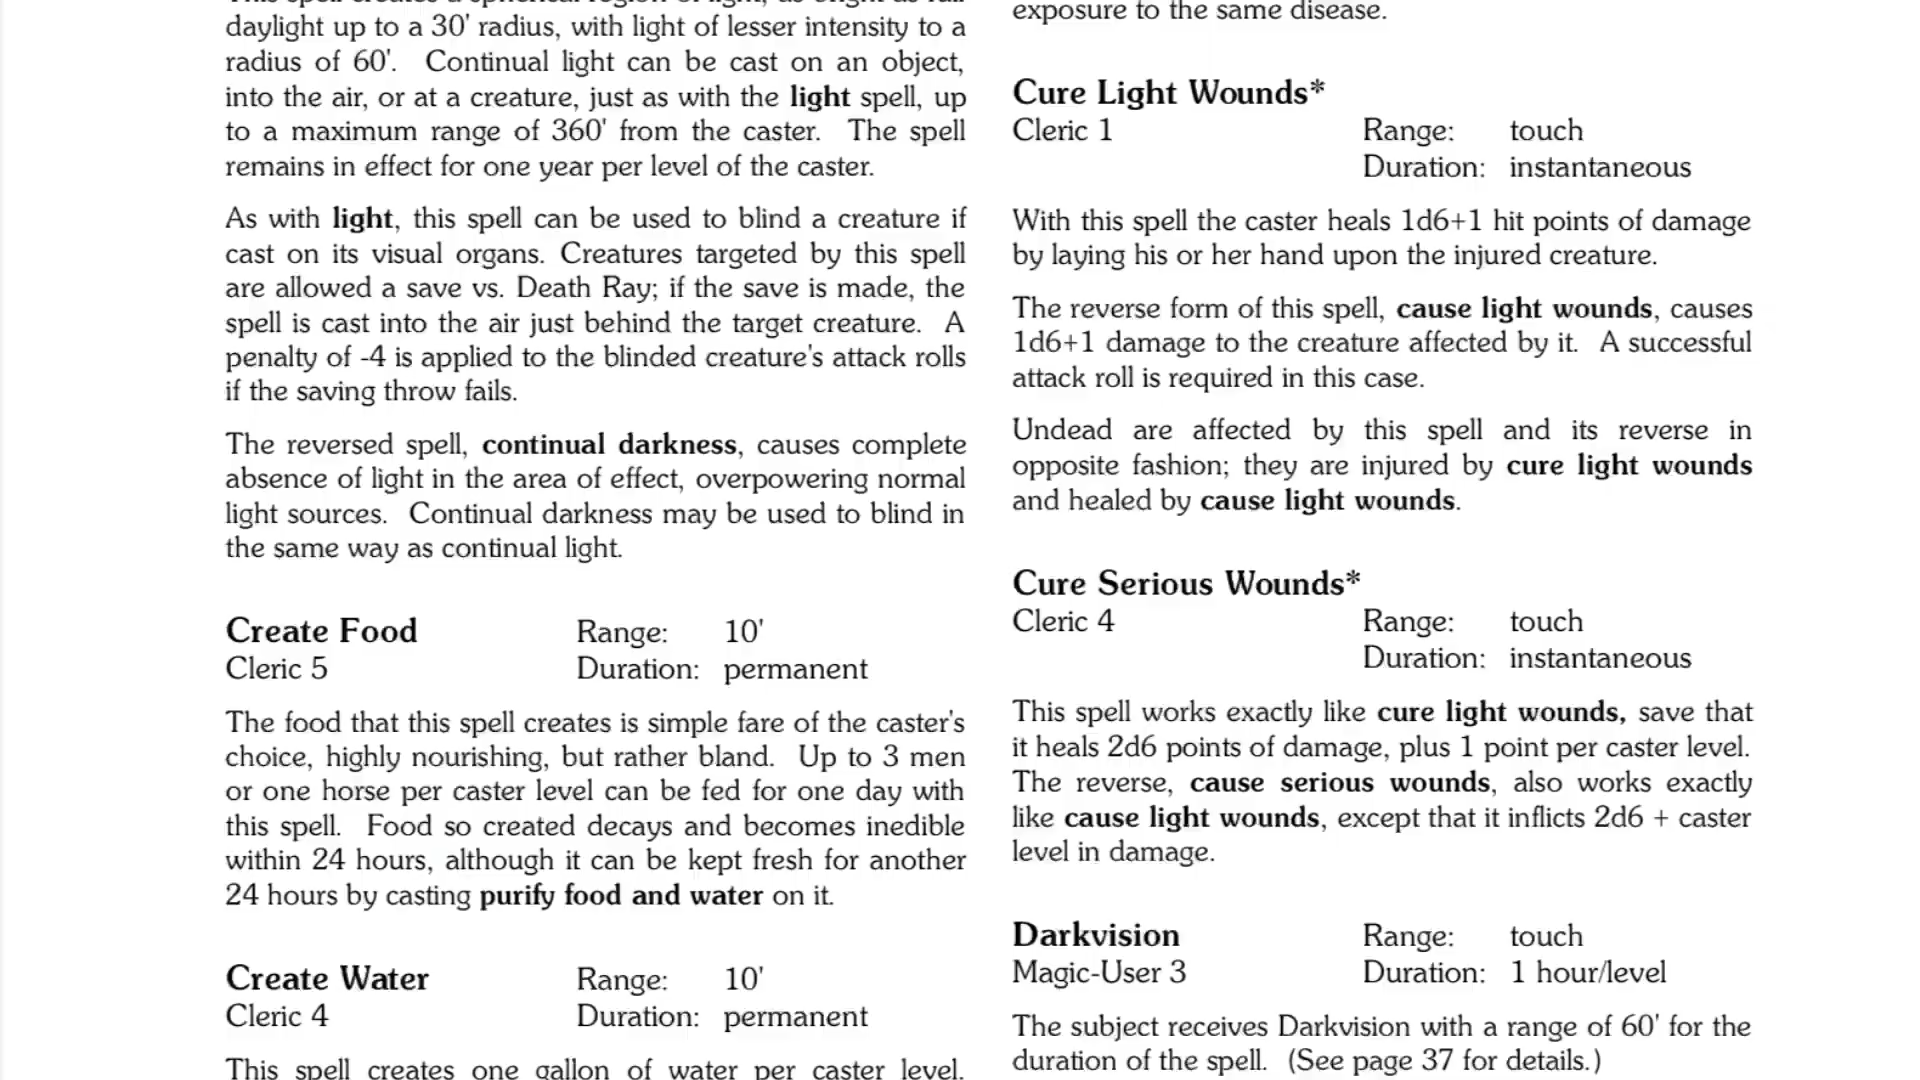 This spell creates a spherical region of light, as bright as full
daylight up to a 30' radius, with light of lesser intensity to a
radius of 60'. Continual light can be cast on an object,
into the air, or at a creature, just as with the light spell, up
to a maximum range of 360' from the caster. The spell
remains in effect for one year per level of the caster.
As with light, this spell can be used to blind a creature if
cast on its visual organs. Creatures targeted by this spell
are allowed a save vs. Death Ray; if the save is made, the
spell is cast into the air just behind the target creature. A
penalty of -4 is applied to the blinded creature's attack rolls
if the saving throw fails.
The reversed spell, continual darkness, causes complete
absence of light in the area of effect, overpowering normal
light sources. Continual darkness may be used to blind in
the same way as continual light.
Create Food Range: 10'
Cleric 5 Duration: permanent
The food that this spell creates is simple fare of the caster's
choice, highly nourishing, but rather bland. Up to 3 men
or one horse per caster level can be fed for one day with
this spell. Food so created decays and becomes inedible
within 24 hours, although it can be kept fresh for another
24 hours by casting purify food and water on it.
Create Water Range: 10'
Cleric 4 Duration: permanent
This spell creates one gallon of water per caster level.
exposure to the same disease.
Cure Light Wounds*
Cleric 1 Range: touch
Duration: instantaneous
With this spell the caster heals 1d6+1 hit points of damage
by laying his or her hand upon the injured creature.
The reverse form of this spell, cause light wounds, causes
1d6+1 damage to the creature affected by it. A successful
attack roll is required in this case.
Undead are affected by this spell and its reverse in
opposite fashion; they are injured by cure light wounds
and healed by cause light wounds.
Cure Serious Wounds*
Cleric 4 Range: touch
Duration: instantaneous
This spell works exactly like cure light wounds, save that
it heals 2d6 points of damage, plus 1 point per caster level.
The reverse, cause serious wounds, also works exactly
like cause light wounds, except that it inflicts 2d6 + caster
level in damage.
Darkvision Range: touch
Magic-User 3 Duration: 1 hour/level
The subject receives Darkvision with a range of 60' for the
duration of the spell. (See page 37 for details.)